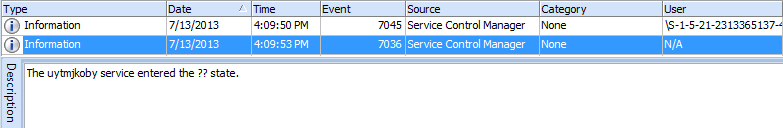 Type Date Time Event Source Category User
Information 7/13/2013 4:09:50 PM 7045 Service Control Manager None \S-1-5-21-2313365137-4
Information 7/13/2013 4:09:53 PM 7036 Service Control Manager None N/A
Description
The uytmjkoby service entered the ?? state.